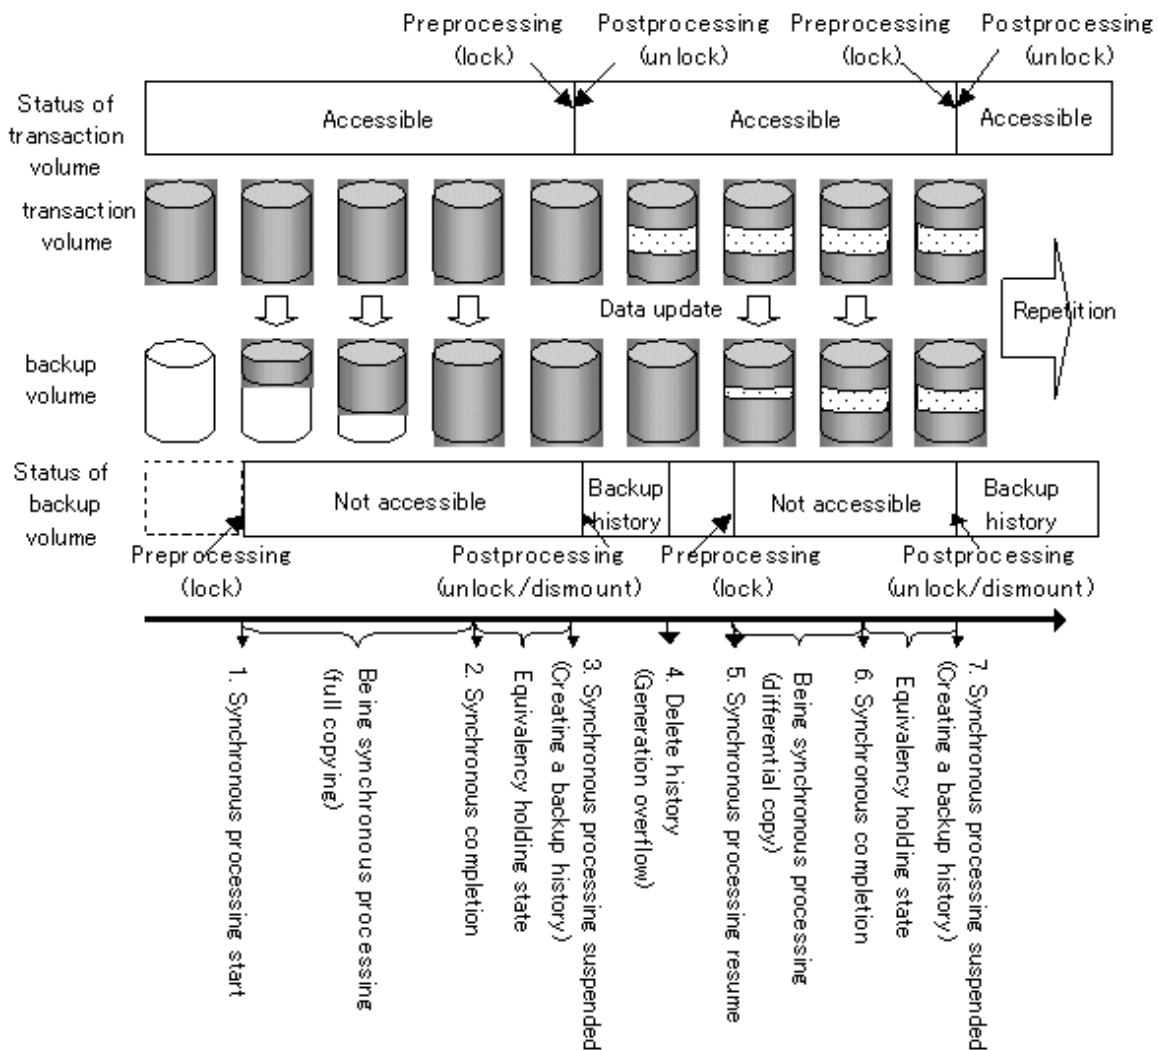 Preprocessing
(lock)
Postprocessing
(unlock)
Preprocessing
(lock)
Postprocessing
(unlock)
Status of
transaction
volume
Accessible
Accessible
Accessible
transaction
volume
Data update
Repetition
backup
volume
Status of
backup
volume
Not accessible
Backup
history
Not accessible
Backup
history
Preprocessing
(lock)
Postprocessing
(unlock/dismount)
Preprocessing
(lock)
Postprocessing
(unlock/dismount)
1. Synchronous processing start
Being synchronous processing
(full copying)
2. Synchronous completion
Equivalency holding state
3. Synchronous processing suspended
(Creating a backup history)
4. Delete history
(Generation overflow)
5. Synchronous processing resume
Being synchronous processing
(differential copy)
6. Synchronous completion
Equivalency holding state
7. Synchronous processing suspended
(Creating a backup history)